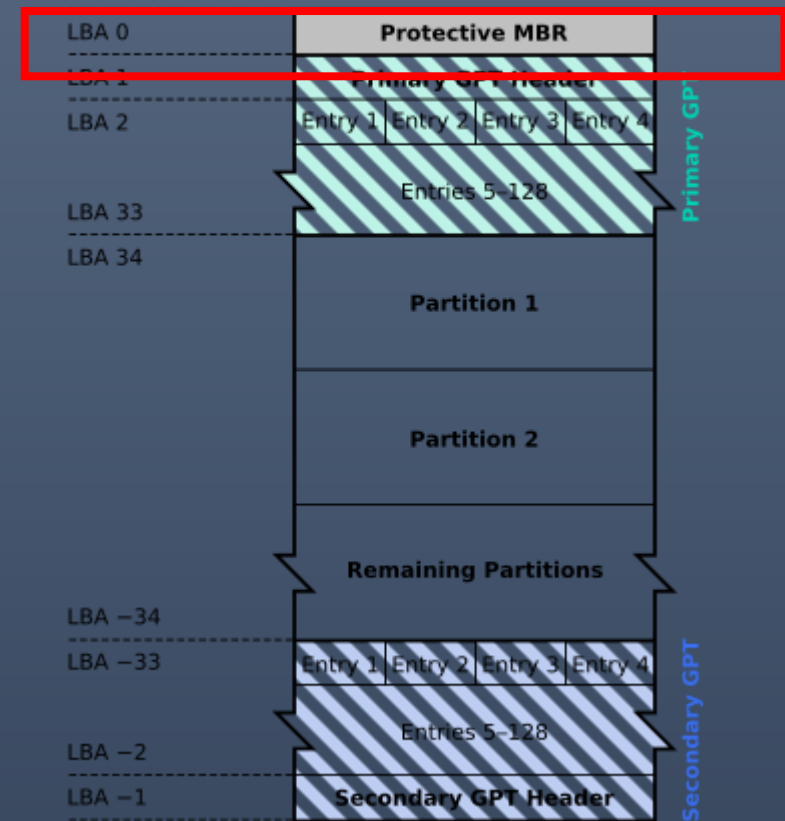 LBA 0 Protective MBR
LBA 1 Primary GPT Header
LBA 2 Entry 1 Entry 2 Entry 3 Entry 4
Entries 5–128
LBA 33
LBA 34
Partition 1
Partition 2
Remaining Partitions
LBA −34
LBA −33 Entry 1 Entry 2 Entry 3 Entry 4
Entries 5–128
LBA −2
LBA −1 Secondary GPT Header
Primary GPT
Secondary GPT